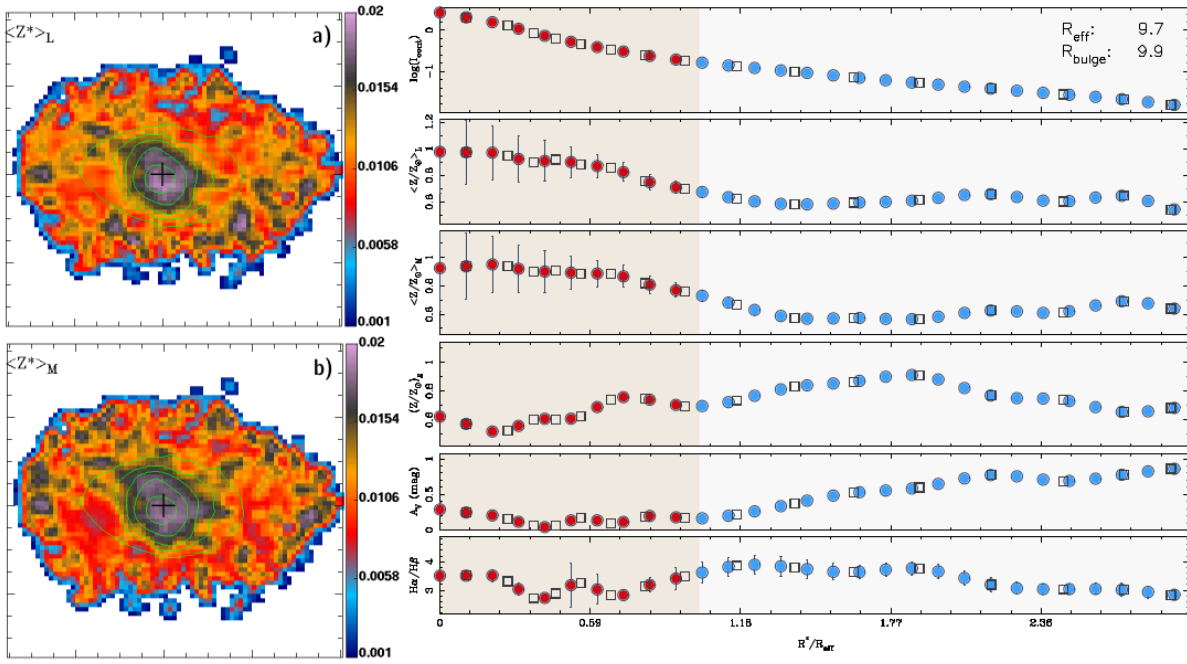 <Z*>L
a)
0.02
0.0154
0.0106
0.0058
0.001
<Z*>M
b)
0.02
0.0154
0.0106
0.0058
0.001
log(I
0
−1
Reff: 9.7
Rbulge: 9.9
<Z/Z⊙>L
1.2
1
0.8
0.6
<Z/Z⊙>M
1
0.8
0.6
(Z/Z⊙)g
1
0.8
0.6
AV (mag)
1
0.5
0
Hα/Hβ
4
3
0
0.59
1.18
1.77
2.36
R*/Reff